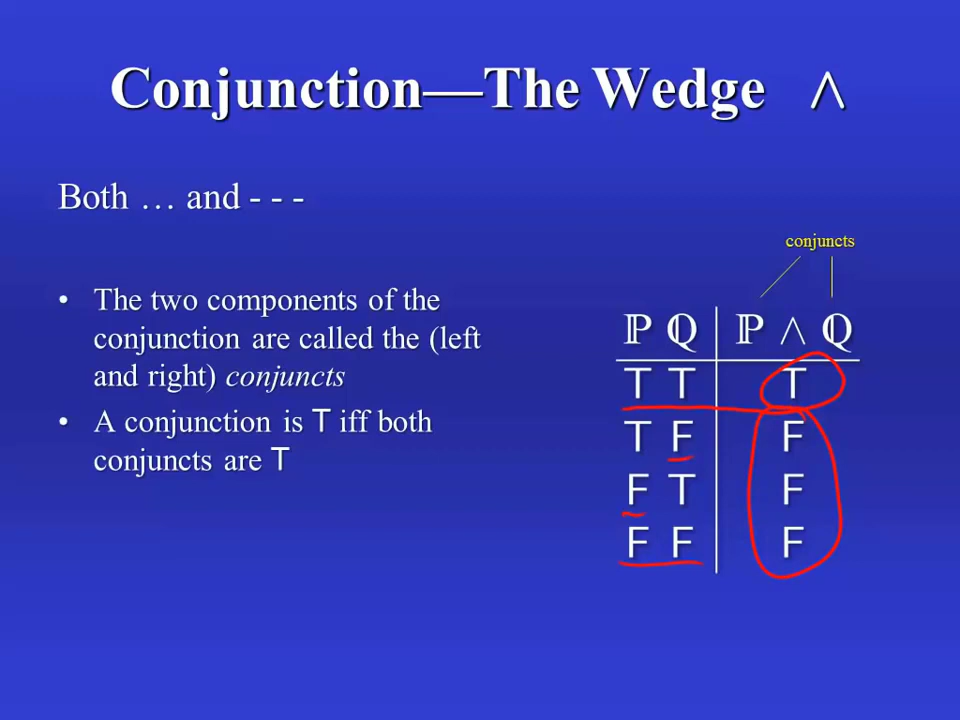 Conjunction—The Wedge ∧
Both … and - - -
conjuncts
• The two components of the
conjunction are called the (left
and right) conjuncts
• A conjunction is T iff both
conjuncts are T
ℙ ℚ ℙ ∧ ℚ
T T T
T F F
F T F
F F F